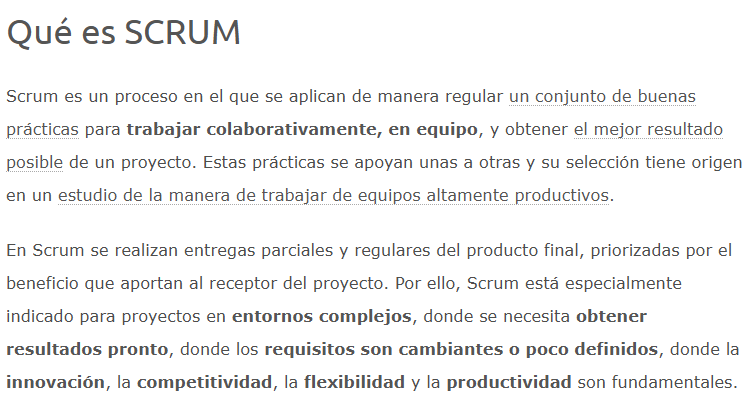 Qué es SCRUM
Scrum es un proceso en el que se aplican de manera regular un conjunto de buenas
prácticas para trabajar colaborativamente, en equipo, y obtener el mejor resultado
posible de un proyecto. Estas prácticas se apoyan unas a otras y su selección tiene origen
en un estudio de la manera de trabajar de equipos altamente productivos.
En Scrum se realizan entregas parciales y regulares del producto final, priorizadas por el
beneficio que aportan al receptor del proyecto. Por ello, Scrum está especialmente
indicado para proyectos en entornos complejos, donde se necesita obtener
resultados pronto, donde los requisitos son cambiantes o poco definidos, donde la
innovación, la competitividad, la flexibilidad y la productividad son fundamentales.